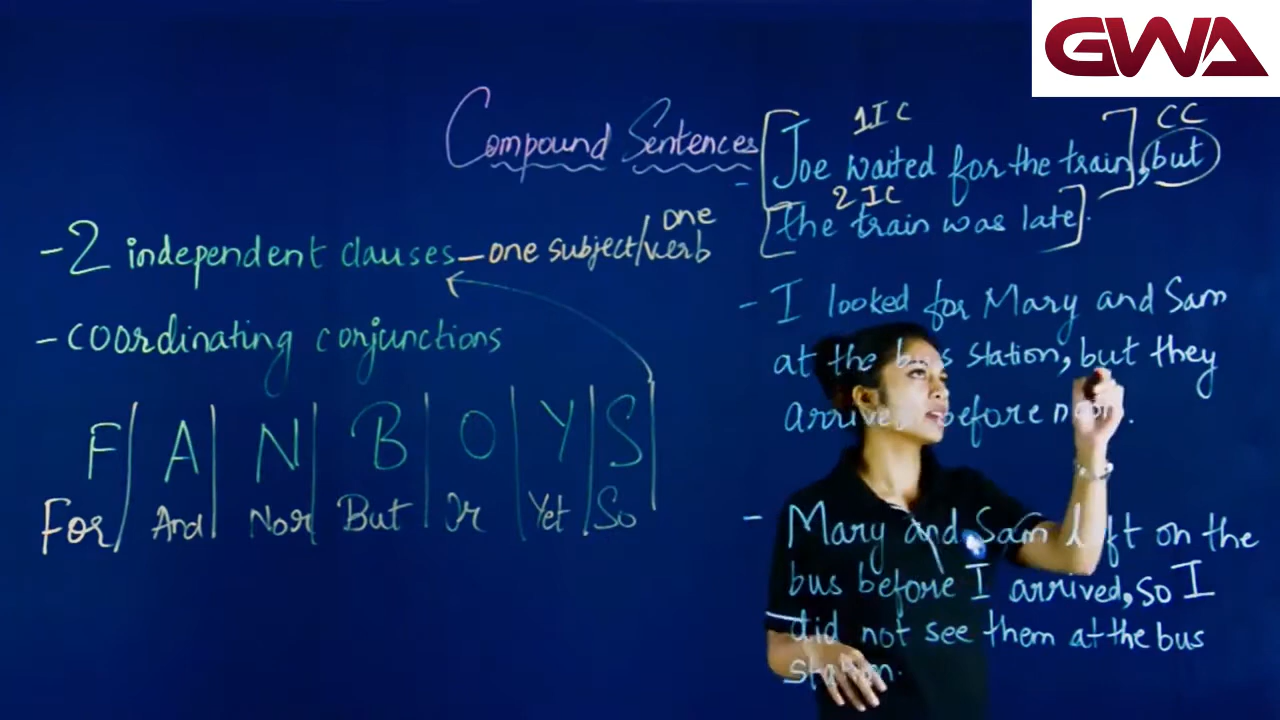 GWA
Compound Sentences
- 2 independent clauses - one subject/one verb
- coordinating conjunctions
F | A | N | B | O | Y | S
For | And | Nor | But | Or | Yet | So
1 IC CC
- [Joe waited for the train], but
2 IC
[the train was late].
- I looked for Mary and Sam
at the bus station, but they
arrived before noon.
- Mary and Sam left on the
bus before I arrived, so I
did not see them at the bus
station.